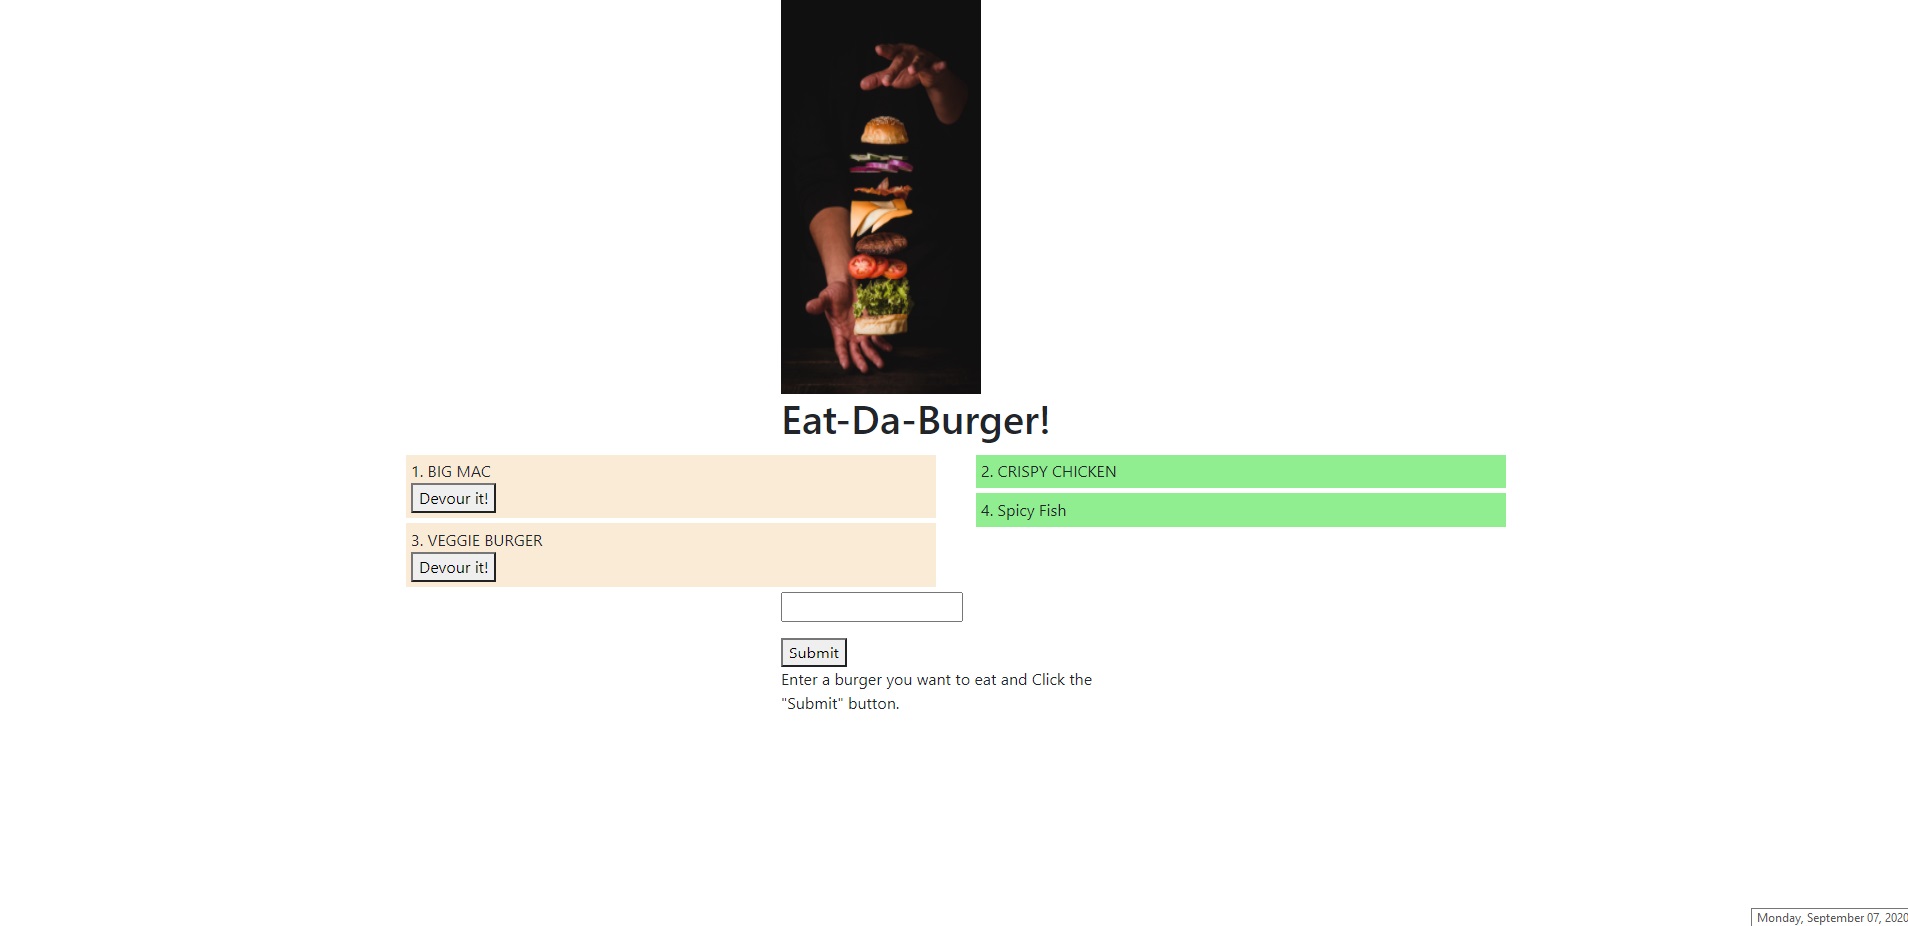 Eat-Da-Burger!
1. BIG MAC
Devour it!
3. VEGGIE BURGER
Devour it!
2. CRISPY CHICKEN
4. Spicy Fish
Submit
Enter a burger you want to eat and Click the
"Submit" button.
Monday, September 07, 2020